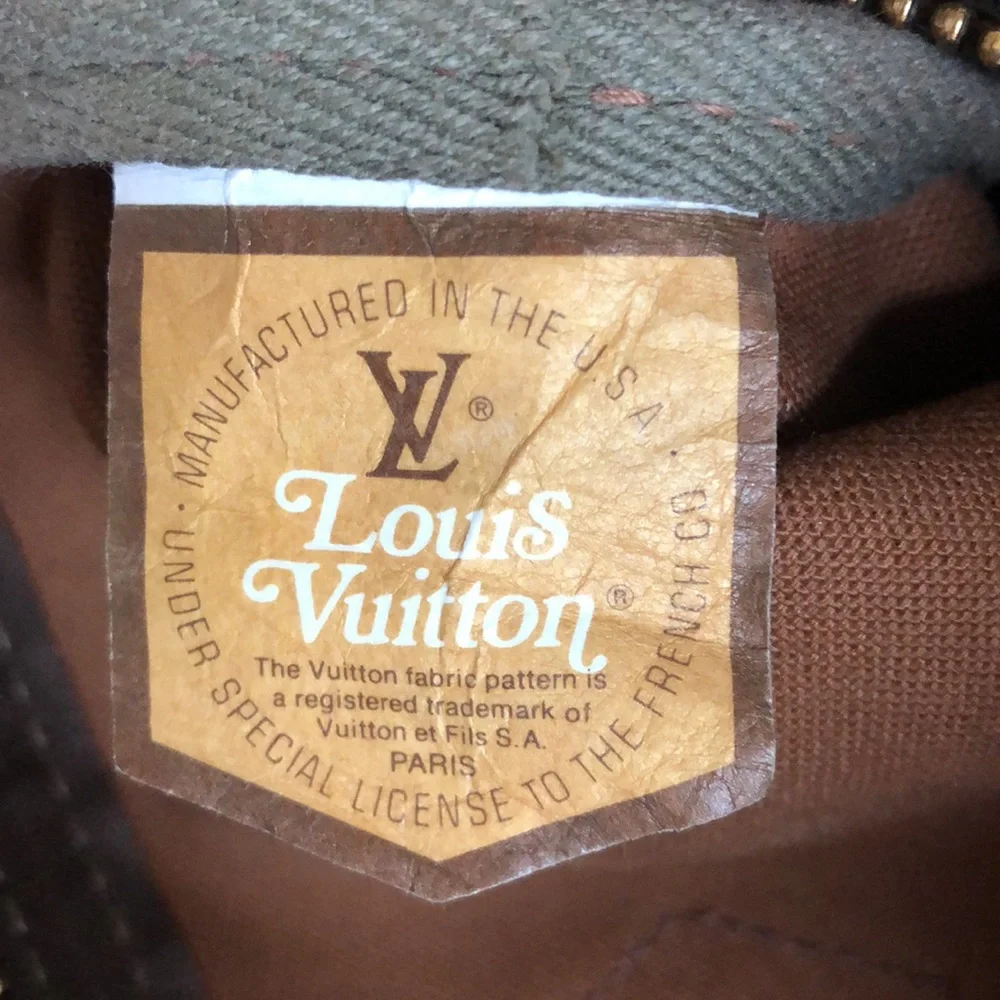 · MANUFACTURED IN THE U.S.A. ·
UNDER SPECIAL LICENSE TO THE FRENCH CO.
LV ®
Louis
Vuitton ®
The Vuitton fabric pattern is
a registered trademark of
Vuitton et Fils S.A.
PARIS